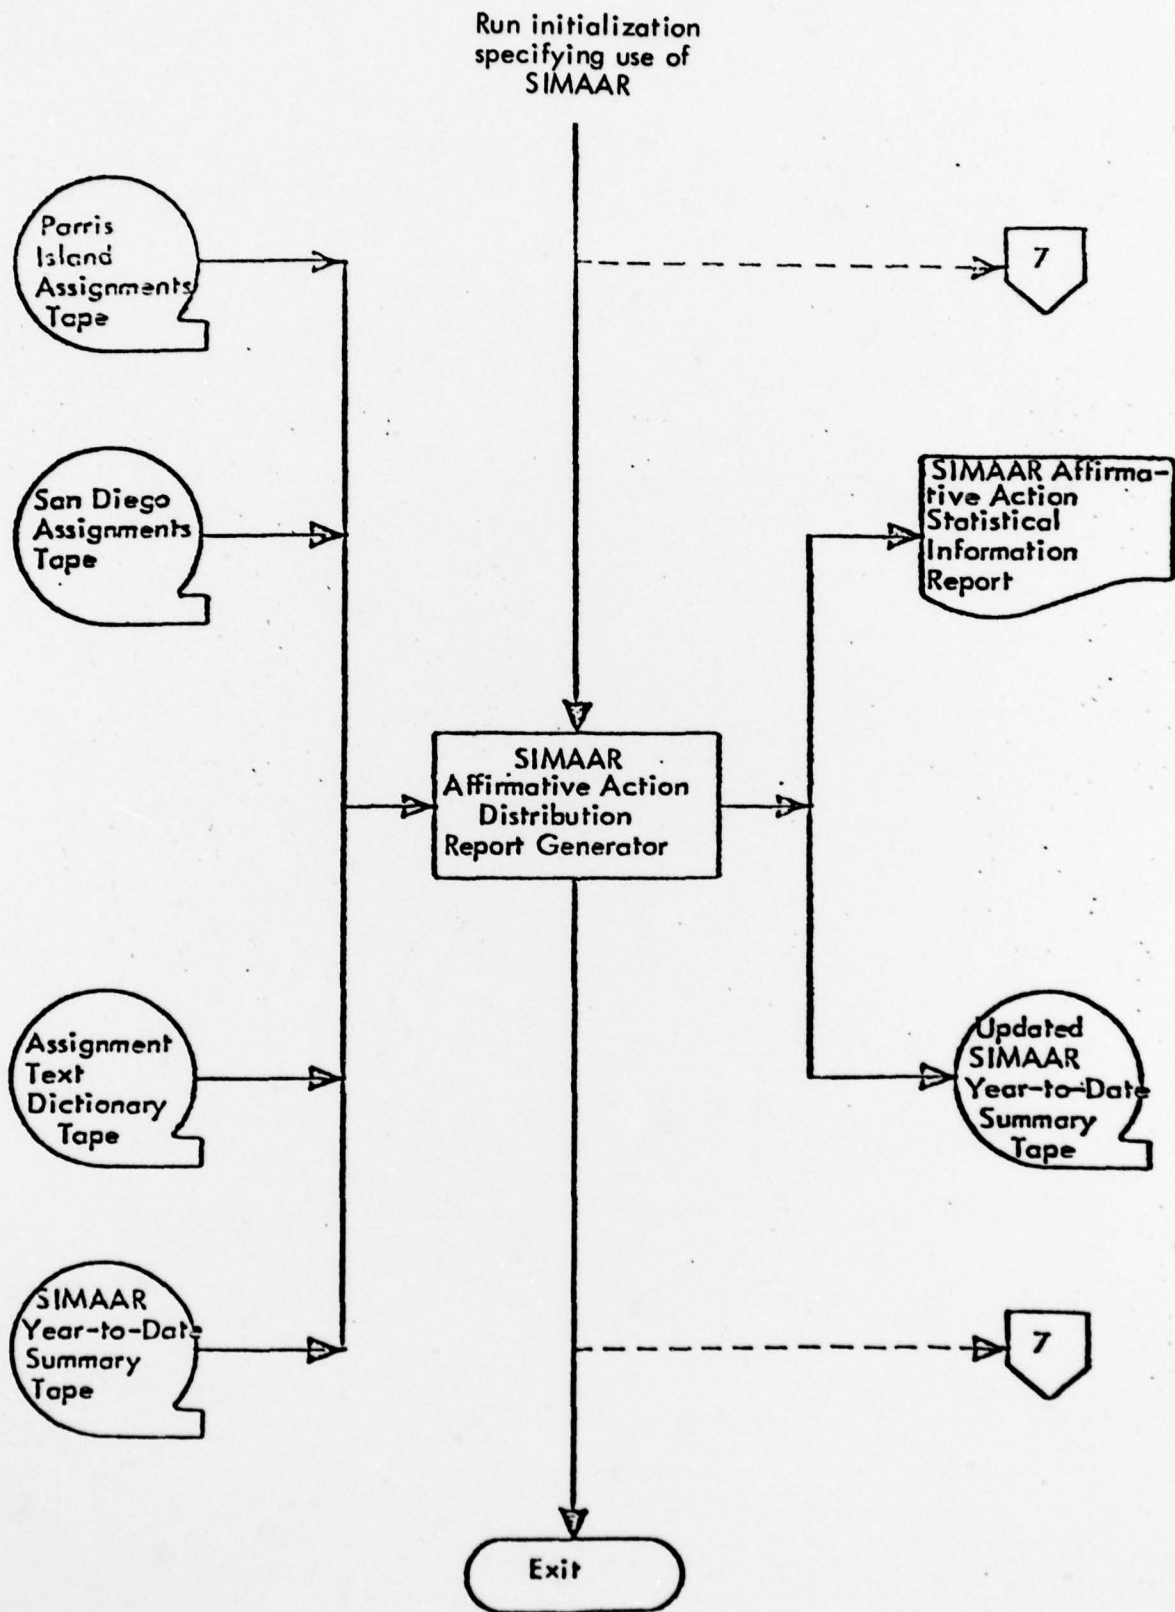 Run initialization
specifying use of
SIMAAR
Parris
Island
Assignments
Tape
7
San Diego
Assignments
Tape
SIMAAR Affirma-
tive Action
Statistical
Information
Report
SIMAAR
Affirmative Action
Distribution
Report Generator
Assignment
Text
Dictionary
Tape
Updated
SIMAAR
Year-to-Date
Summary
Tape
SIMAAR
Year-to-Date
Summary
Tape
7
Exit